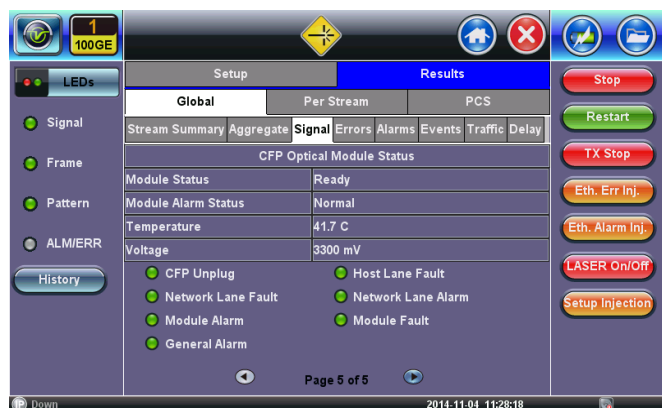 1
100GE
LEDs
Signal
Frame
Pattern
ALM/ERR
History
Setup Results
Global Per Stream PCS
Stream Summary Aggregate Signal Errors Alarms Events Traffic Delay
CFP Optical Module Status
Module Status Ready
Module Alarm Status Normal
Temperature 41.7 C
Voltage 3300 mV
CFP Unplug Host Lane Fault
Network Lane Fault Network Lane Alarm
Module Alarm Module Fault
General Alarm
Page 5 of 5
Stop
Restart
TX Stop
Eth. Err Inj.
Eth. Alarm Inj.
LASER On/Off
Setup Injection
IP Down 2014-11-04 11:28:18